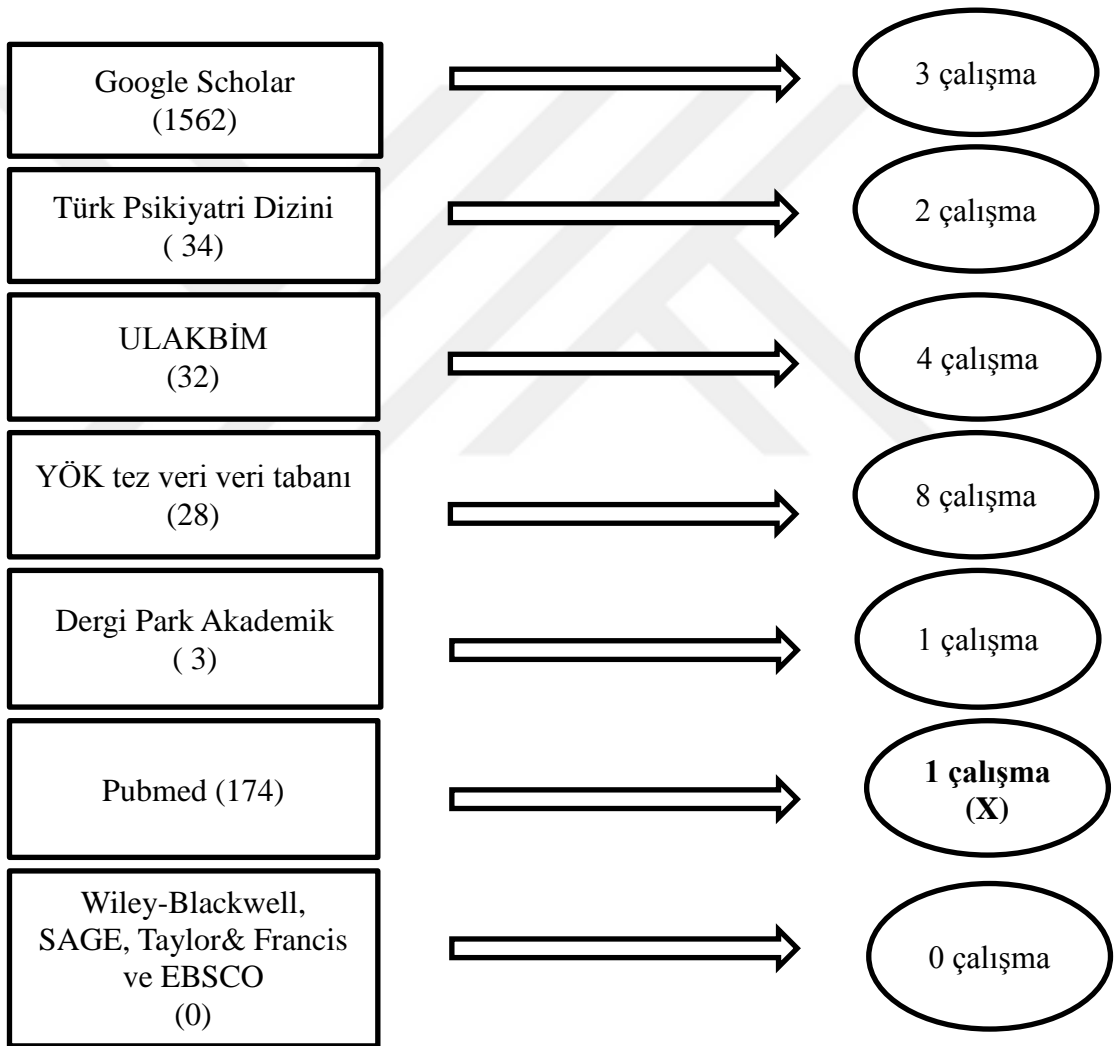 Google Scholar
(1562)
3 çalışma
Türk Psikiyatri Dizini
( 34)
2 çalışma
ULAKBİM
(32)
4 çalışma
YÖK tez veri veri tabanı
(28)
8 çalışma
Dergi Park Akademik
( 3)
1 çalışma
Pubmed (174)
1 çalışma
(X)
Wiley-Blackwell,
SAGE, Taylor& Francis
ve EBSCO
(0)
0 çalışma